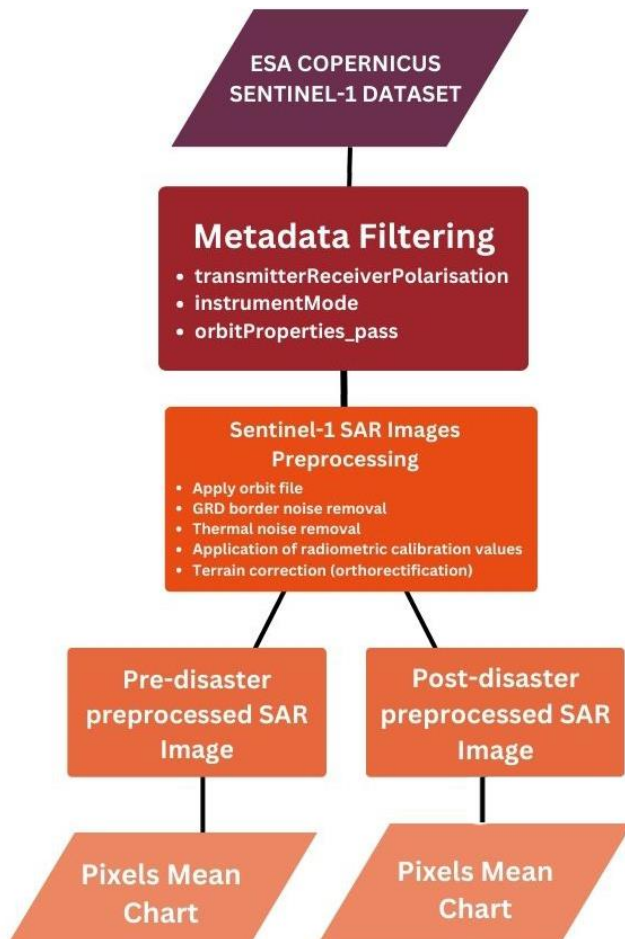 ESA COPERNICUS
SENTINEL-1 DATASET
Metadata Filtering
• transmitterReceiverPolarisation
• instrumentMode
• orbitProperties_pass
Sentinel-1 SAR Images
Preprocessing
• Apply orbit file
• GRD border noise removal
• Thermal noise removal
• Application of radiometric calibration values
• Terrain correction (orthorectification)
Pre-disaster
preprocessed SAR
Image
Post-disaster
preprocessed SAR
Image
Pixels Mean
Chart
Pixels Mean
Chart